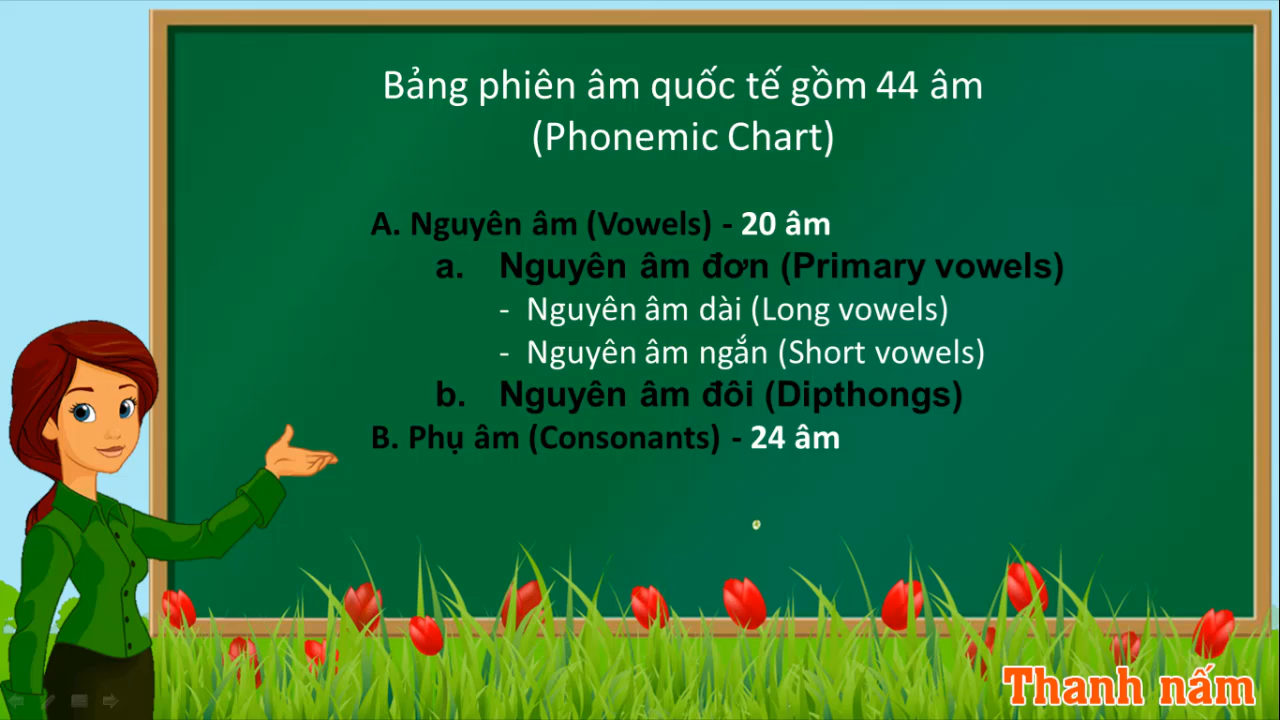 Bảng phiên âm quốc tế gồm 44 âm
(Phonemic Chart)
A. Nguyên âm (Vowels) - 20 âm
a. Nguyên âm đơn (Primary vowels)
- Nguyên âm dài (Long vowels)
- Nguyên âm ngắn (Short vowels)
b. Nguyên âm đôi (Dipthongs)
B. Phụ âm (Consonants) - 24 âm
Thanh nấm